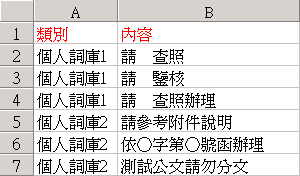 A B
1 類別 內容
2 個人詞庫1 請　查照
3 個人詞庫1 請　鑒核
4 個人詞庫1 請　查照辦理
5 個人詞庫2 請參考附件說明
6 個人詞庫2 依○字第○號函辦理
7 個人詞庫2 測試公文請勿分文